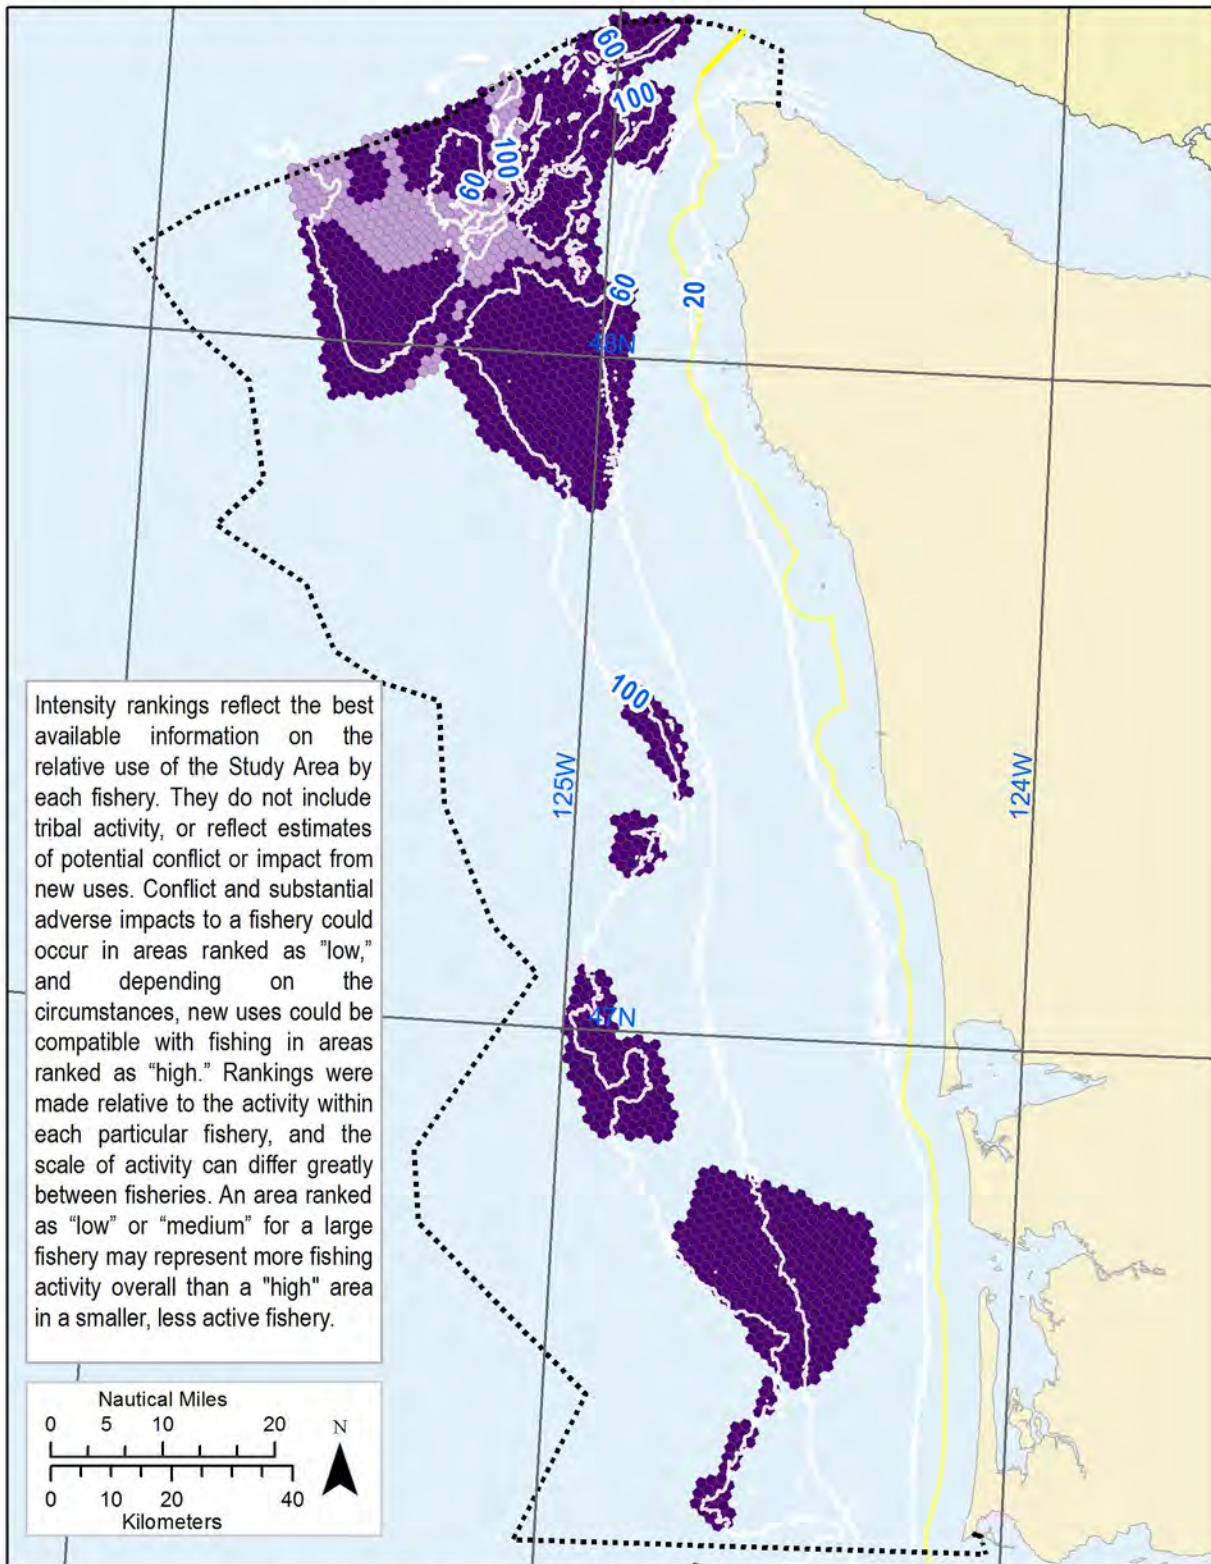 60
100
100
60
60
20
48N
100
125W
124W
47N
Intensity rankings reflect the best
available information on the
relative use of the Study Area by
each fishery. They do not include
tribal activity, or reflect estimates
of potential conflict or impact from
new uses. Conflict and substantial
adverse impacts to a fishery could
occur in areas ranked as ”low,”
and depending on the
circumstances, new uses could be
compatible with fishing in areas
ranked as “high.” Rankings were
made relative to the activity within
each particular fishery, and the
scale of activity can differ greatly
between fisheries. An area ranked
as “low” or “medium” for a large
fishery may represent more fishing
activity overall than a "high" area
in a smaller, less active fishery.
Nautical Miles
0 5 10 20
N
0 10 20 40
Kilometers